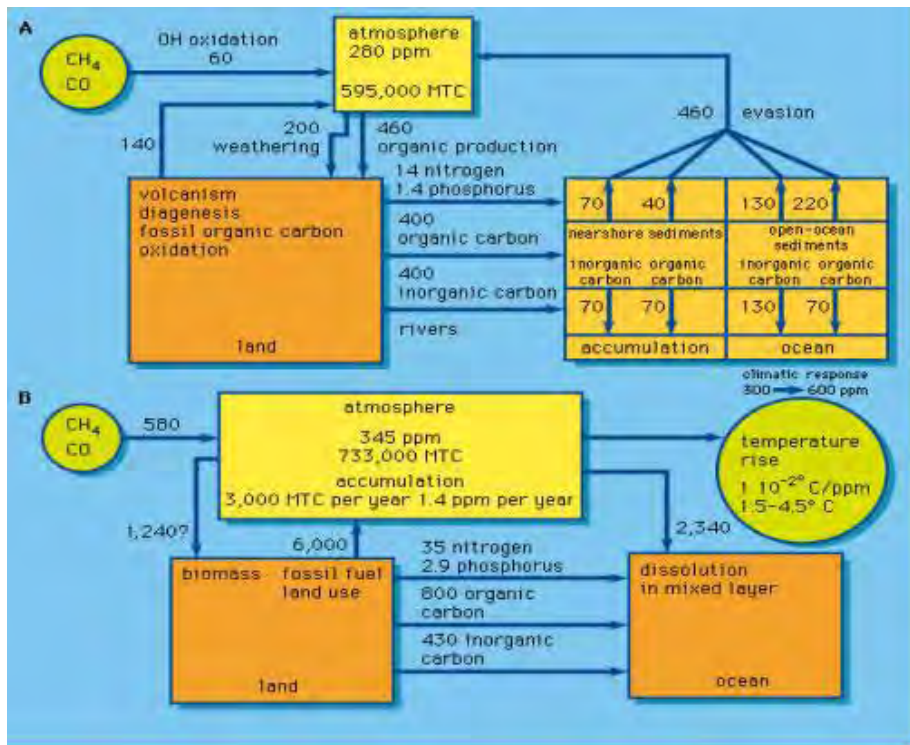 A
OH oxidation
60
CH4
CO
atmosphere
280 ppm
595,000 MTC
140
200
weathering
460
organic production
460 evasion
14 nitrogen
1.4 phosphorus
400
organic carbon
400
inorganic carbon
rivers
volcanism
diagenesis
fossil organic carbon
oxidation
land
70 40 130 220
nearshore sediments
open-ocean
sediments
inorganic organic
carbon carbon
inorganic organic
carbon carbon
70 70 130 70
accumulation ocean
B
climatic response
300 600 ppm
CH4
CO
580
atmosphere
345 ppm
733,000 MTC
accumulation
3,000 MTC per year 1.4 ppm per year
temperature
rise
1 10-2° C/ppm
1.5-4.5° C
1,240?
6,000
2,340
35 nitrogen
2.9 phosphorus
800 organic
carbon
430 inorganic
carbon
biomass fossil fuel
land use
land
dissolution
in mixed layer
ocean